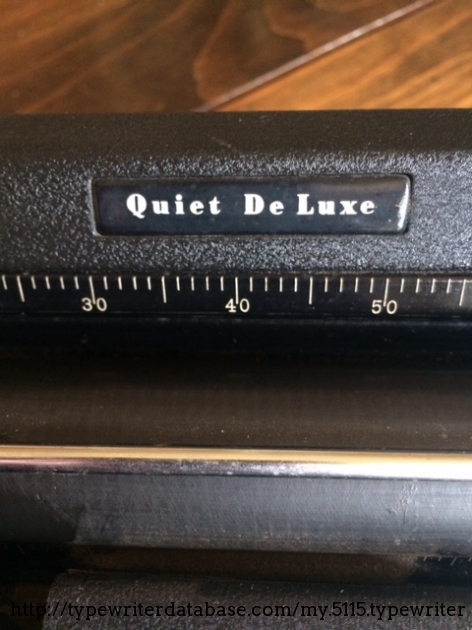 Quiet De Luxe
30 40 50
http://typewriterdatabase.com/my.5115.typewriter